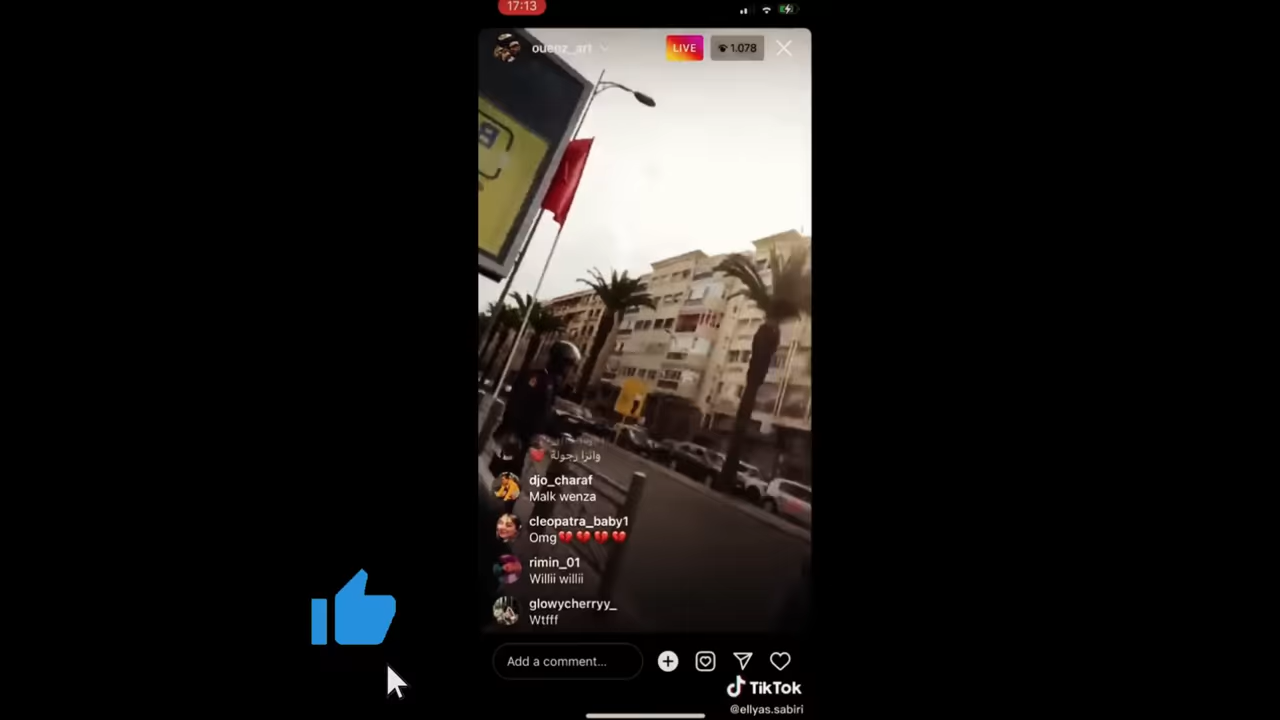 17:13
LIVE
1.078
وانزا رجولة
djo_charaf
Malk wenza
cleopatra_baby1
Omg💔💔💔💔
rimin_01
Willii willii
glowycherryy_
Wtfff
Add a comment...
TikTok
@ellyas.sabiri